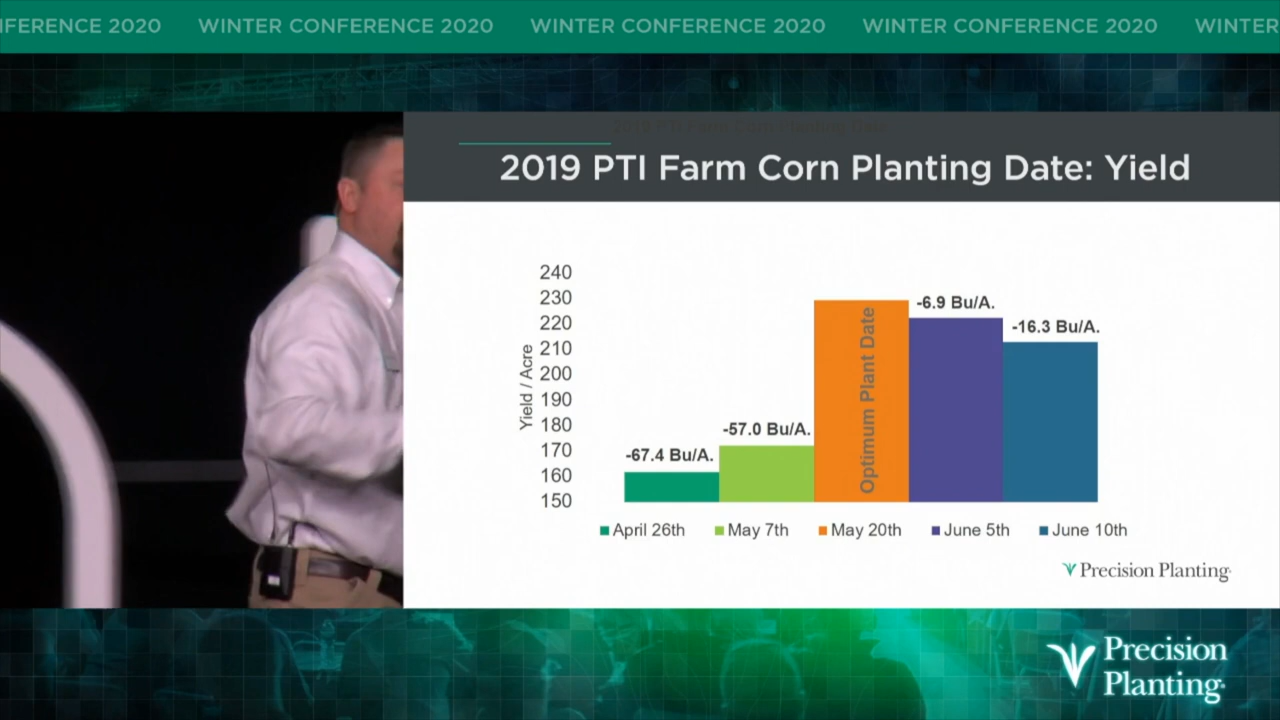 FERENCE 2020 WINTER CONFERENCE 2020 WINTER CONFERENCE 2020 WINTER CONFERENCE 2020 WINTER
2019 PTI Farm Corn Planting Date
2019 PTI Farm Corn Planting Date: Yield
240
230
220
210
200
190
180
170
160
150
Yield / Acre
-67.4 Bu/A.
-57.0 Bu/A.
Optimum Plant Date
-6.9 Bu/A.
-16.3 Bu/A.
April 26th May 7th May 20th June 5th June 10th
Precision Planting
Precision
Planting